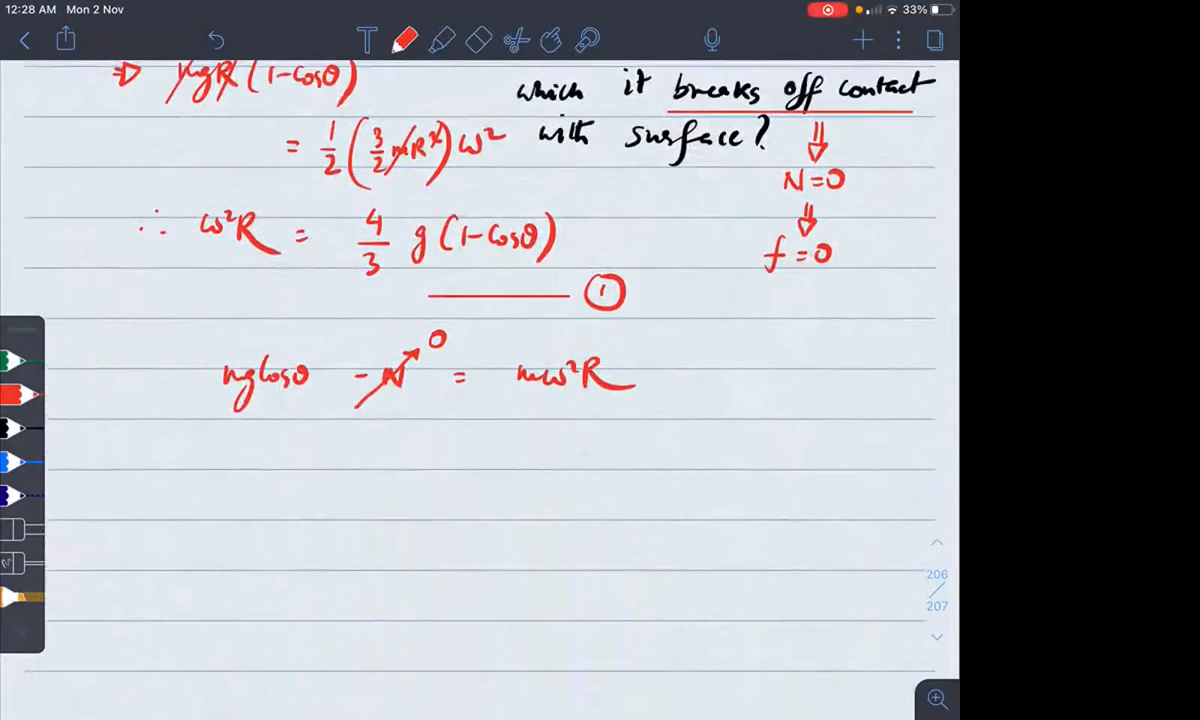 12:28 AM Mon 2 Nov 33%
⇒ mgR (1-cosθ)
which it breaks off contact
= 1/2 (3/2 mR²) ω²
with surface?
⇓
N=0
⇓
f=0
∴ ω²R = 4/3 g (1-cosθ)
①
mgcosθ - N = mω²R
0
206
207